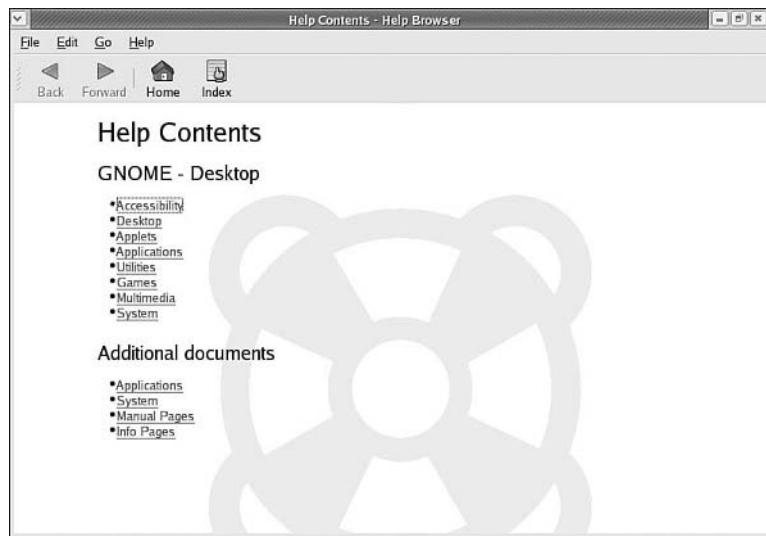 Help Contents - Help Browser
File Edit Go Help
Back Forward Home Index
Help Contents
GNOME - Desktop
Accessibility
Desktop
Applets
Applications
Utilities
Games
Multimedia
System
Additional documents
Applications
System
Manual Pages
Info Pages